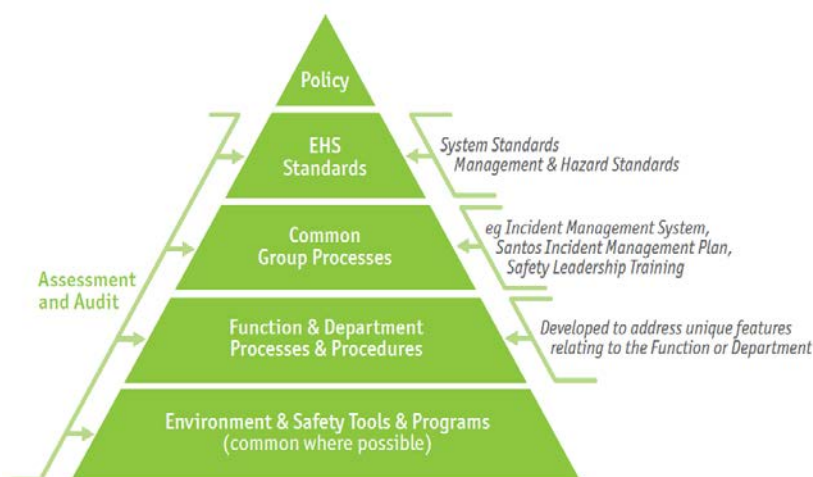 Policy
EHS
Standards
System Standards
Management & Hazard Standards
Common
Group Processes
eg Incident Management System,
Santos Incident Management Plan,
Safety Leadership Training
Assessment
and Audit
Function & Department
Processes & Procedures
Developed to address unique features
relating to the Function or Department
Environment & Safety Tools & Programs
(common where possible)